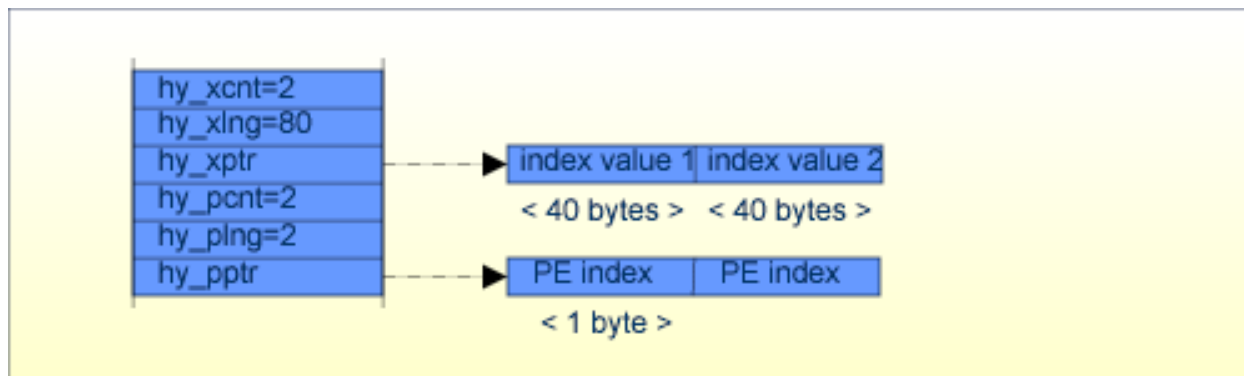 hy_xcnt=2
hy_xlng=80
hy_xptr
index value 1 index value 2
hy_pcnt=2
< 40 bytes > < 40 bytes >
hy_plng=2
hy_pptr
PE index PE index
< 1 byte >